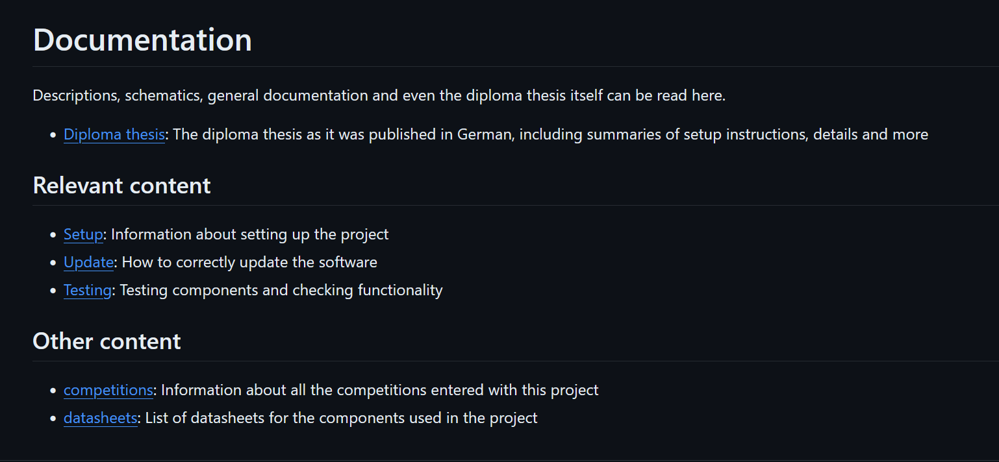 Documentation
Descriptions, schematics, general documentation and even the diploma thesis itself can be read here.
Diploma thesis: The diploma thesis as it was published in German, including summaries of setup instructions, details and more
Relevant content
Setup: Information about setting up the project
Update: How to correctly update the software
Testing: Testing components and checking functionality
Other content
competitions: Information about all the competitions entered with this project
datasheets: List of datasheets for the components used in the project